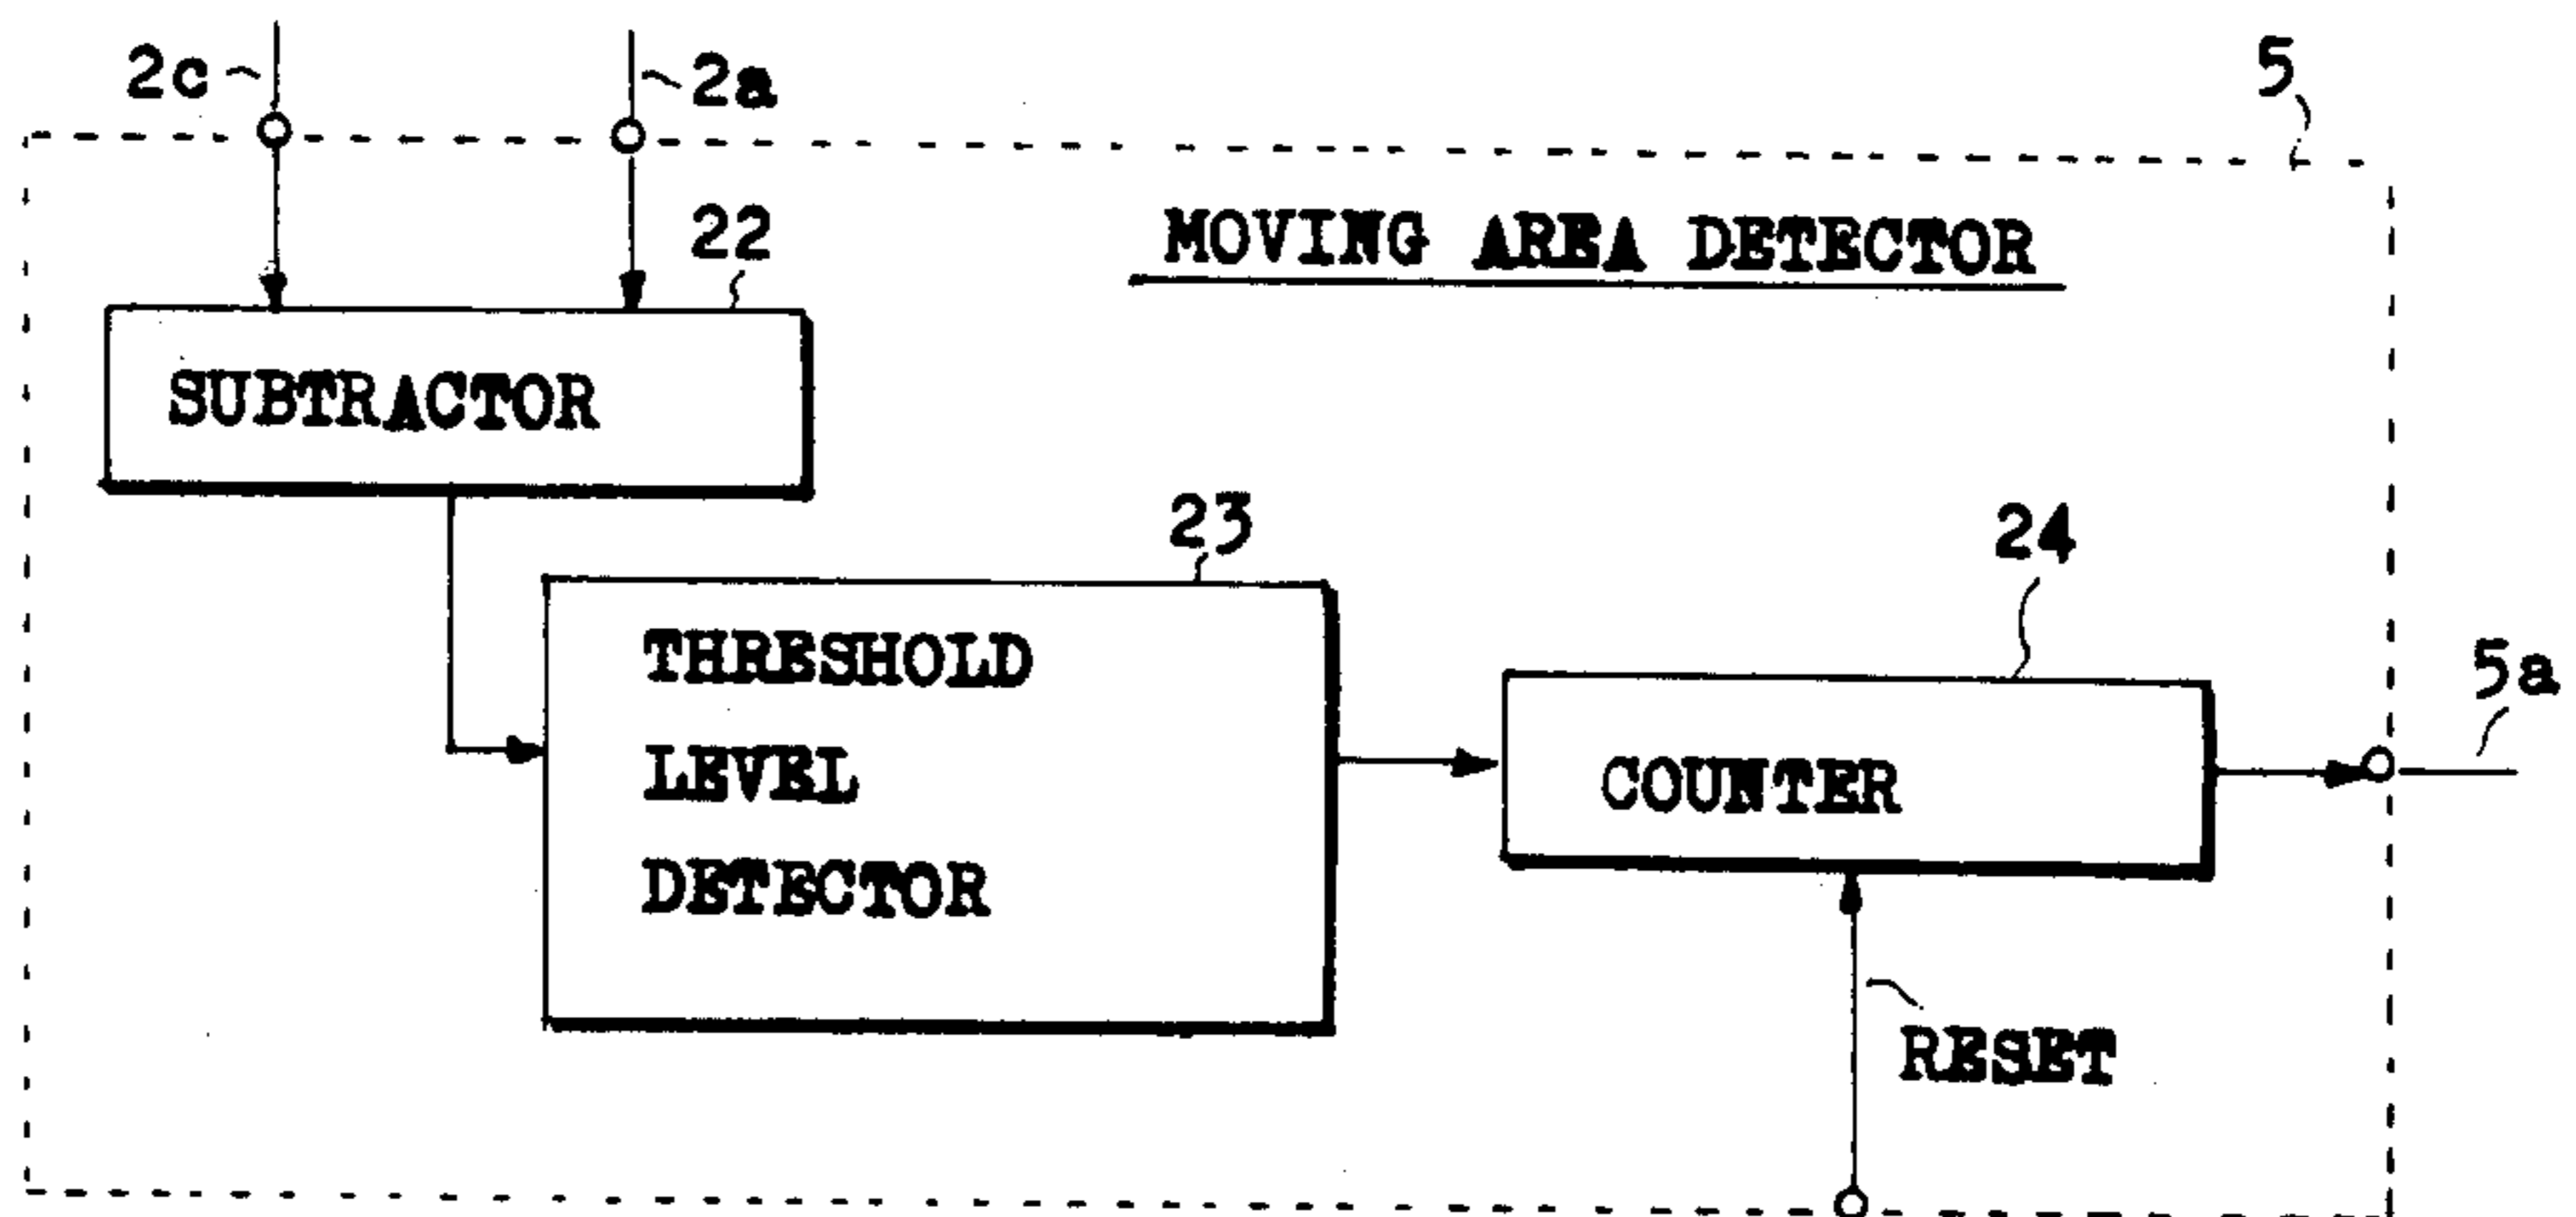 2c
2a
5
MOVING AREA DETECTOR
22
SUBTRACTOR
23
24
THRESHOLD
LEVEL
DETECTOR
5a
COUNTER
RESET